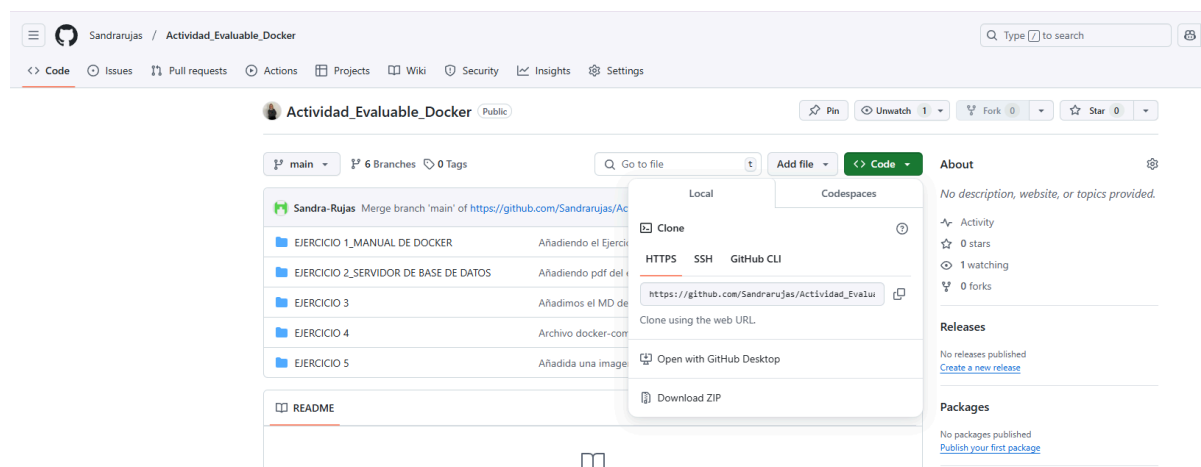 Sandrarujas / Actividad_Evaluable_Docker
Type / to search
<> Code Issues Pull requests Actions Projects Wiki Security Insights Settings
Actividad_Evaluable_Docker Public
Pin Unwatch 1 Fork 0 Star 0
main 6 Branches 0 Tags
Go to file t
Add file
<> Code
Local Codespaces
Clone
HTTPS SSH GitHub CLI
https://github.com/Sandrarujas/Actividad_Evalua
Clone using the web URL.
Open with GitHub Desktop
Download ZIP
Sandra-Rujas Merge branch 'main' of https://github.com/Sandrarujas/Ac
EJERCICIO 1_MANUAL DE DOCKER Añadiendo el Ejerci
EJERCICIO 2_SERVIDOR DE BASE DE DATOS Añadiendo pdf del
EJERCICIO 3 Añadimos el MD de
EJERCICIO 4 Archivo docker-com
EJERCICIO 5 Añadida una image
README
About
No description, website, or topics provided.
Activity
0 stars
1 watching
0 forks
Releases
No releases published
Create a new release
Packages
No packages published
Publish your first package